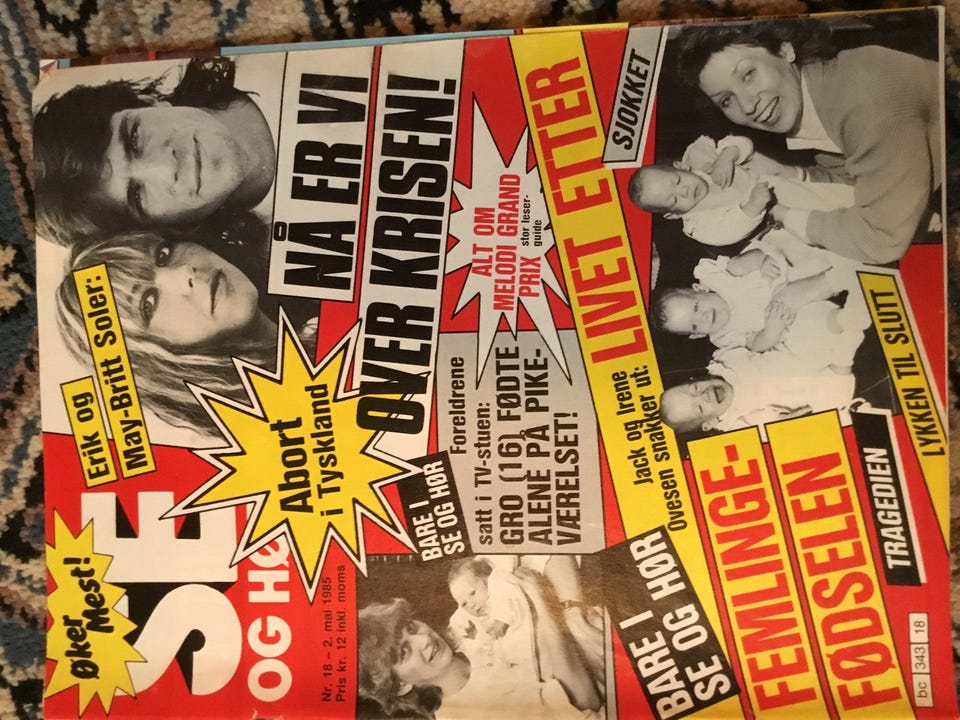 Øker
Mest!
SE
OG HØ
Nr. 18 – 2. mai 1985
Pris kr. 12 inkl. moms
Erik og
May-Britt Soler:
Abort
i Tyskland
NÅ ER VI
OVER KRISEN!
BARE I
SE OG HØR
Foreldrene
satt i TV-stuen:
GRO (16) FØDTE
ALENE PÅ PIKE-
VÆRELSET!
ALT OM
MELODI GRAND
PRIX stor leser-
guide
BARE I
SE OG HØR
Jack og Irene
Ovesen snakker ut:
LIVET ETTER
FEMLINGE-
FØDSELEN
SJOKKET
TRAGEDIEN
LYKKEN TIL SLUTT
bc 343 18